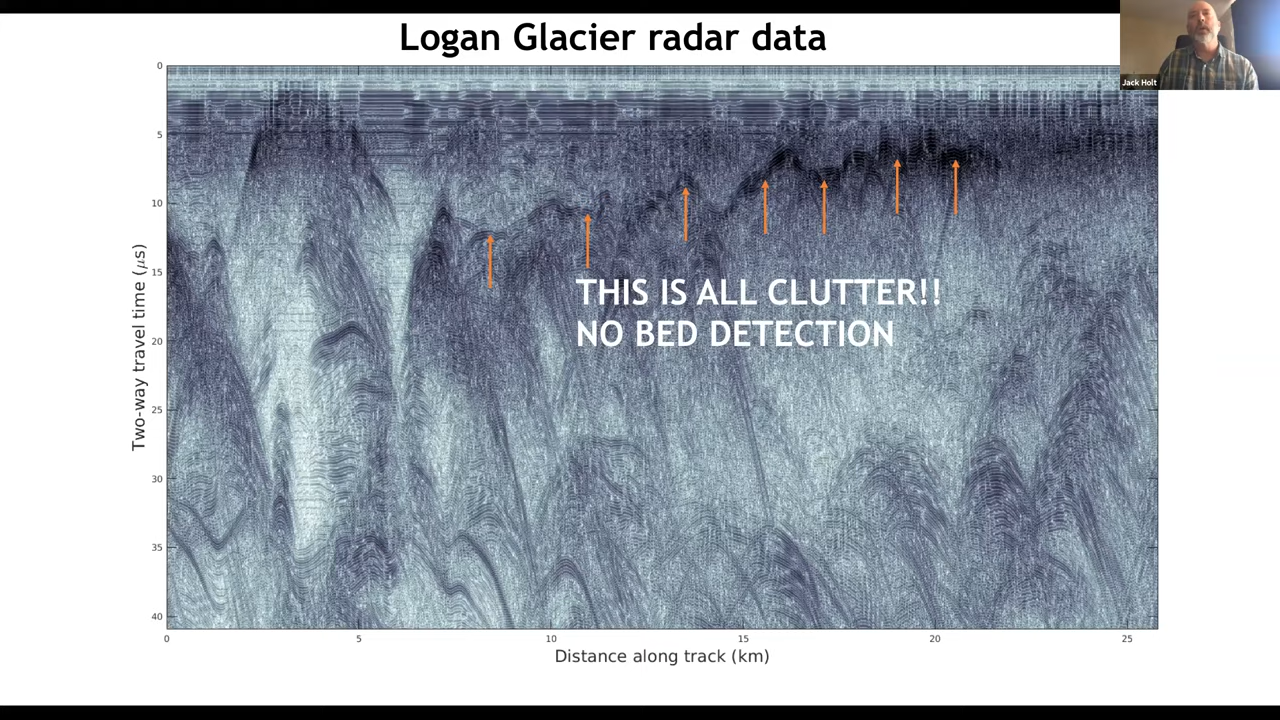 Logan Glacier radar data
Jack Holt
0
5
10
15
20
25
30
35
40
Two-way travel time (μs)
THIS IS ALL CLUTTER!!
NO BED DETECTION
0
5
10
15
20
25
Distance along track (km)